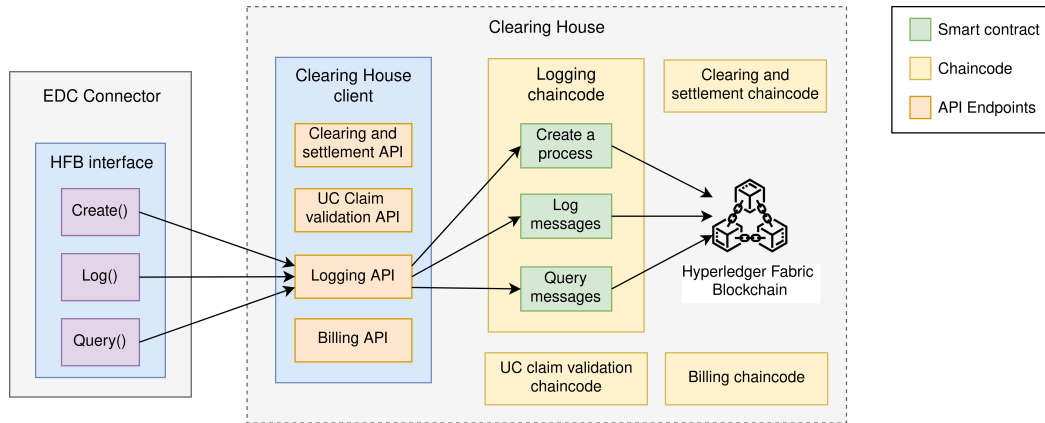 Clearing House
EDC Connector
HFB interface
Create()
Log()
Query()
Clearing House
client
Clearing and
settlement API
UC Claim
validation API
Logging API
Billing API
Logging
chaincode
Create a
process
Log
messages
Query
messages
Clearing and
settlement chaincode
Hyperledger Fabric
Blockchain
UC claim validation
chaincode
Billing chaincode
Smart contract
Chaincode
API Endpoints